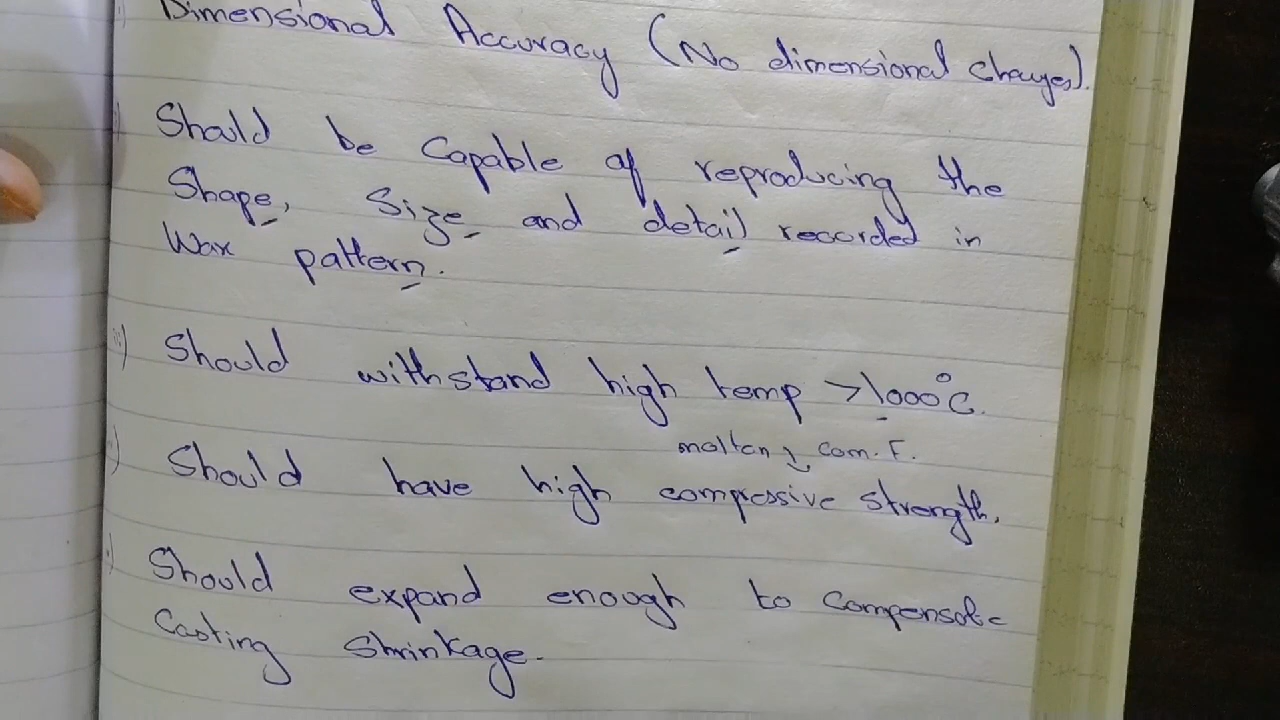 Dimensional Accuracy (No dimensional changes).
Should be capable of reproducing the
Shape, Size and detail recorded in
Wax pattern.
Should withstand high temp >1000°C.
molten com. F.
Should have high compressive strength.
Should expand enough to compensate
Casting Shrinkage.